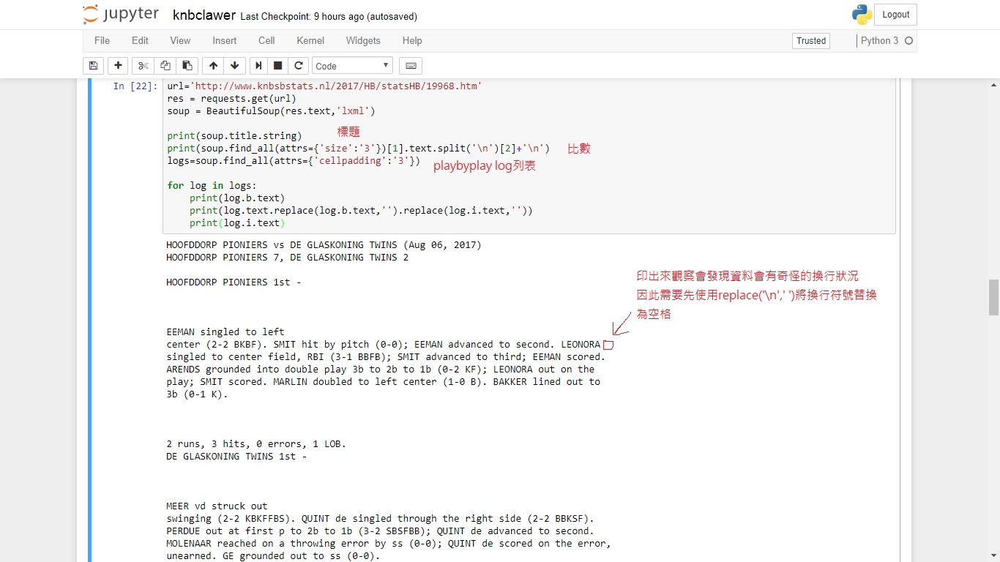 jupyter knbclawer Last Checkpoint: 9 hours ago (autosaved) Logout
File Edit View Insert Cell Kernel Widgets Help Trusted Python 3
Code
In [22]: url='http://www.knbsbstats.nl/2017/HB/statsHB/19968.htm'
res = requests.get(url)
soup = BeautifulSoup(res.text,'lxml')
print(soup.title.string) 標題
print(soup.find_all(attrs={'size':'3'})[1].text.split('\n')[2]+'\n') 比數
logs=soup.find_all(attrs={'cellpadding':'3'})
playbyplay log列表
for log in logs:
    print(log.b.text)
    print(log.text.replace(log.b.text,'').replace(log.i.text,''))
    print(log.i.text)
HOOFDDORP PIONIERS vs DE GLASKONING TWINS (Aug 06, 2017)
HOOFDDORP PIONIERS 7, DE GLASKONING TWINS 2
HOOFDDORP PIONIERS 1st -
印出來觀察會發現資料會有奇怪的換行狀況
因此需要先使用replace('\n',' ')將換行符號替換
為空格
EEMAN singled to left
center (2-2 BKBF). SMIT hit by pitch (0-0); EEMAN advanced to second. LEONORA
singled to center field, RBI (3-1 BBFB); SMIT advanced to third; EEMAN scored.
ARENDS grounded into double play 3b to 2b to 1b (0-2 KF); LEONORA out on the
play; SMIT scored. MARLIN doubled to left center (1-0 B). BAKKER lined out to
3b (0-1 K).
2 runs, 3 hits, 0 errors, 1 LOB.
DE GLASKONING TWINS 1st -
MEER vd struck out
swinging (2-2 KBKFFBS). QUINT de singled through the right side (2-2 BBKSF).
PERDUE out at first p to 2b to 1b (3-2 SBSFBB); QUINT de advanced to second.
MOLENAAR reached on a throwing error by ss (0-0); QUINT de scored on the error,
unearned. GE grounded out to ss (0-0).